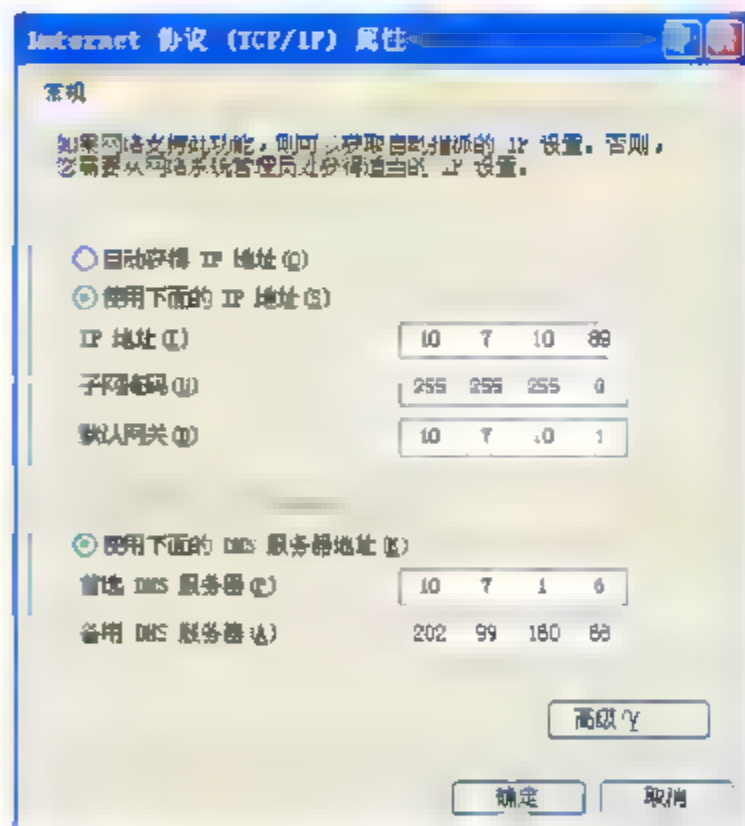 Internet 协议 (TCP/IP) 属性
常规
如果网络支持此功能，则可以获取自动指派的 IP 设置。否则，
您需要从网络系统管理员处获得适当的 IP 设置。
自动获得 IP 地址(O)
使用下面的 IP 地址(S)
IP 地址(I) 10 7 10 89
子网掩码(U) 255 255 255 0
默认网关(D) 10 7 10 1
使用下面的 DNS 服务器地址(E)
首选 DNS 服务器(P) 10 7 1 6
备用 DNS 服务器(A) 202 99 160 68
高级(V)
确定 取消